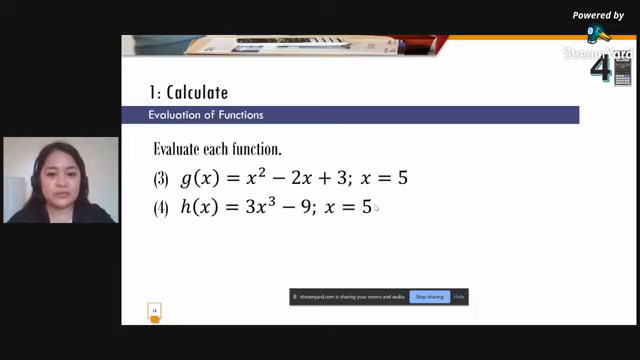 Powered by
StreamYard
4
1: Calculate
Evaluation of Functions
Evaluate each function.
(3) g(x) = x² − 2x + 3; x = 5
(4) h(x) = 3x³ − 9; x = 5
streamyard.com is sharing your screen and audio. Stop sharing Hide